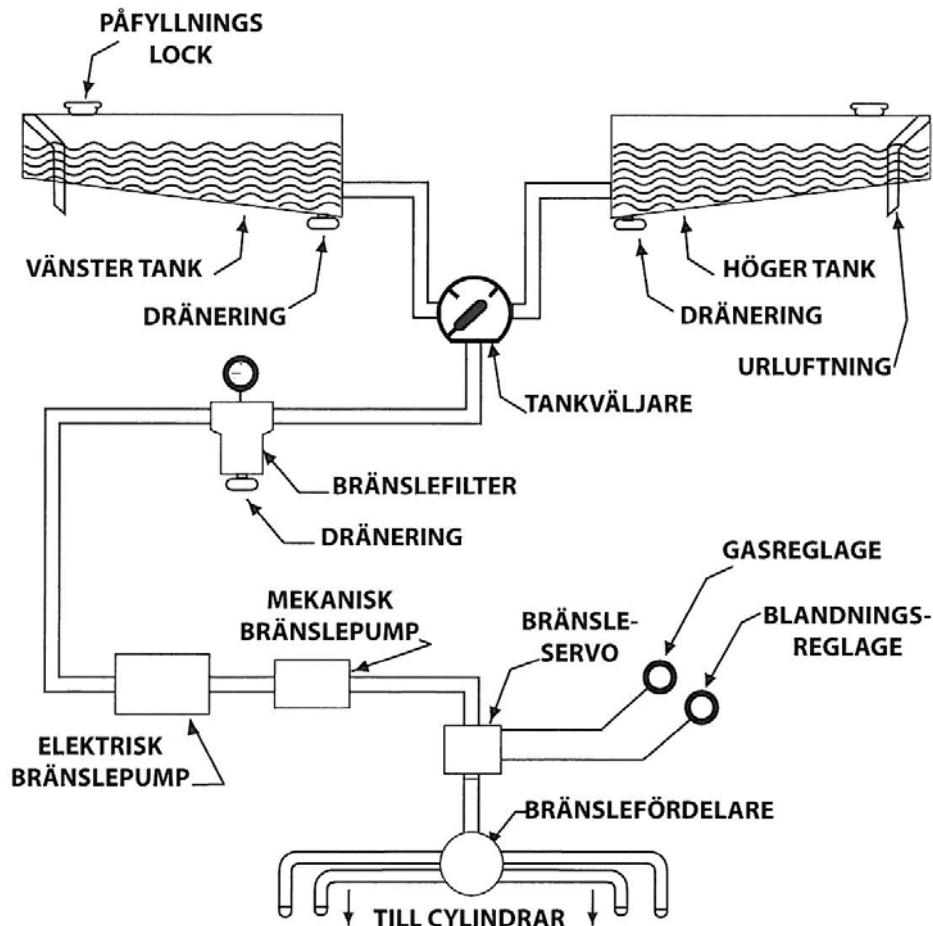 PÅFYLLNINGS
LOCK
VÄNSTER TANK
DRÄNERING
HÖGER TANK
DRÄNERING
URLUFTNING
TANKVÄLJARE
BRÄNSLEFILTER
DRÄNERING
GASREGLAGE
MEKANISK
BRÄNSLEPUMP
BRÄNSLE-
SERVO
BLANDNINGS-
REGLAGE
ELEKTRISK
BRÄNSLEPUMP
BRÄNSLEFÖRDELARE
TILL CYLINDRAR